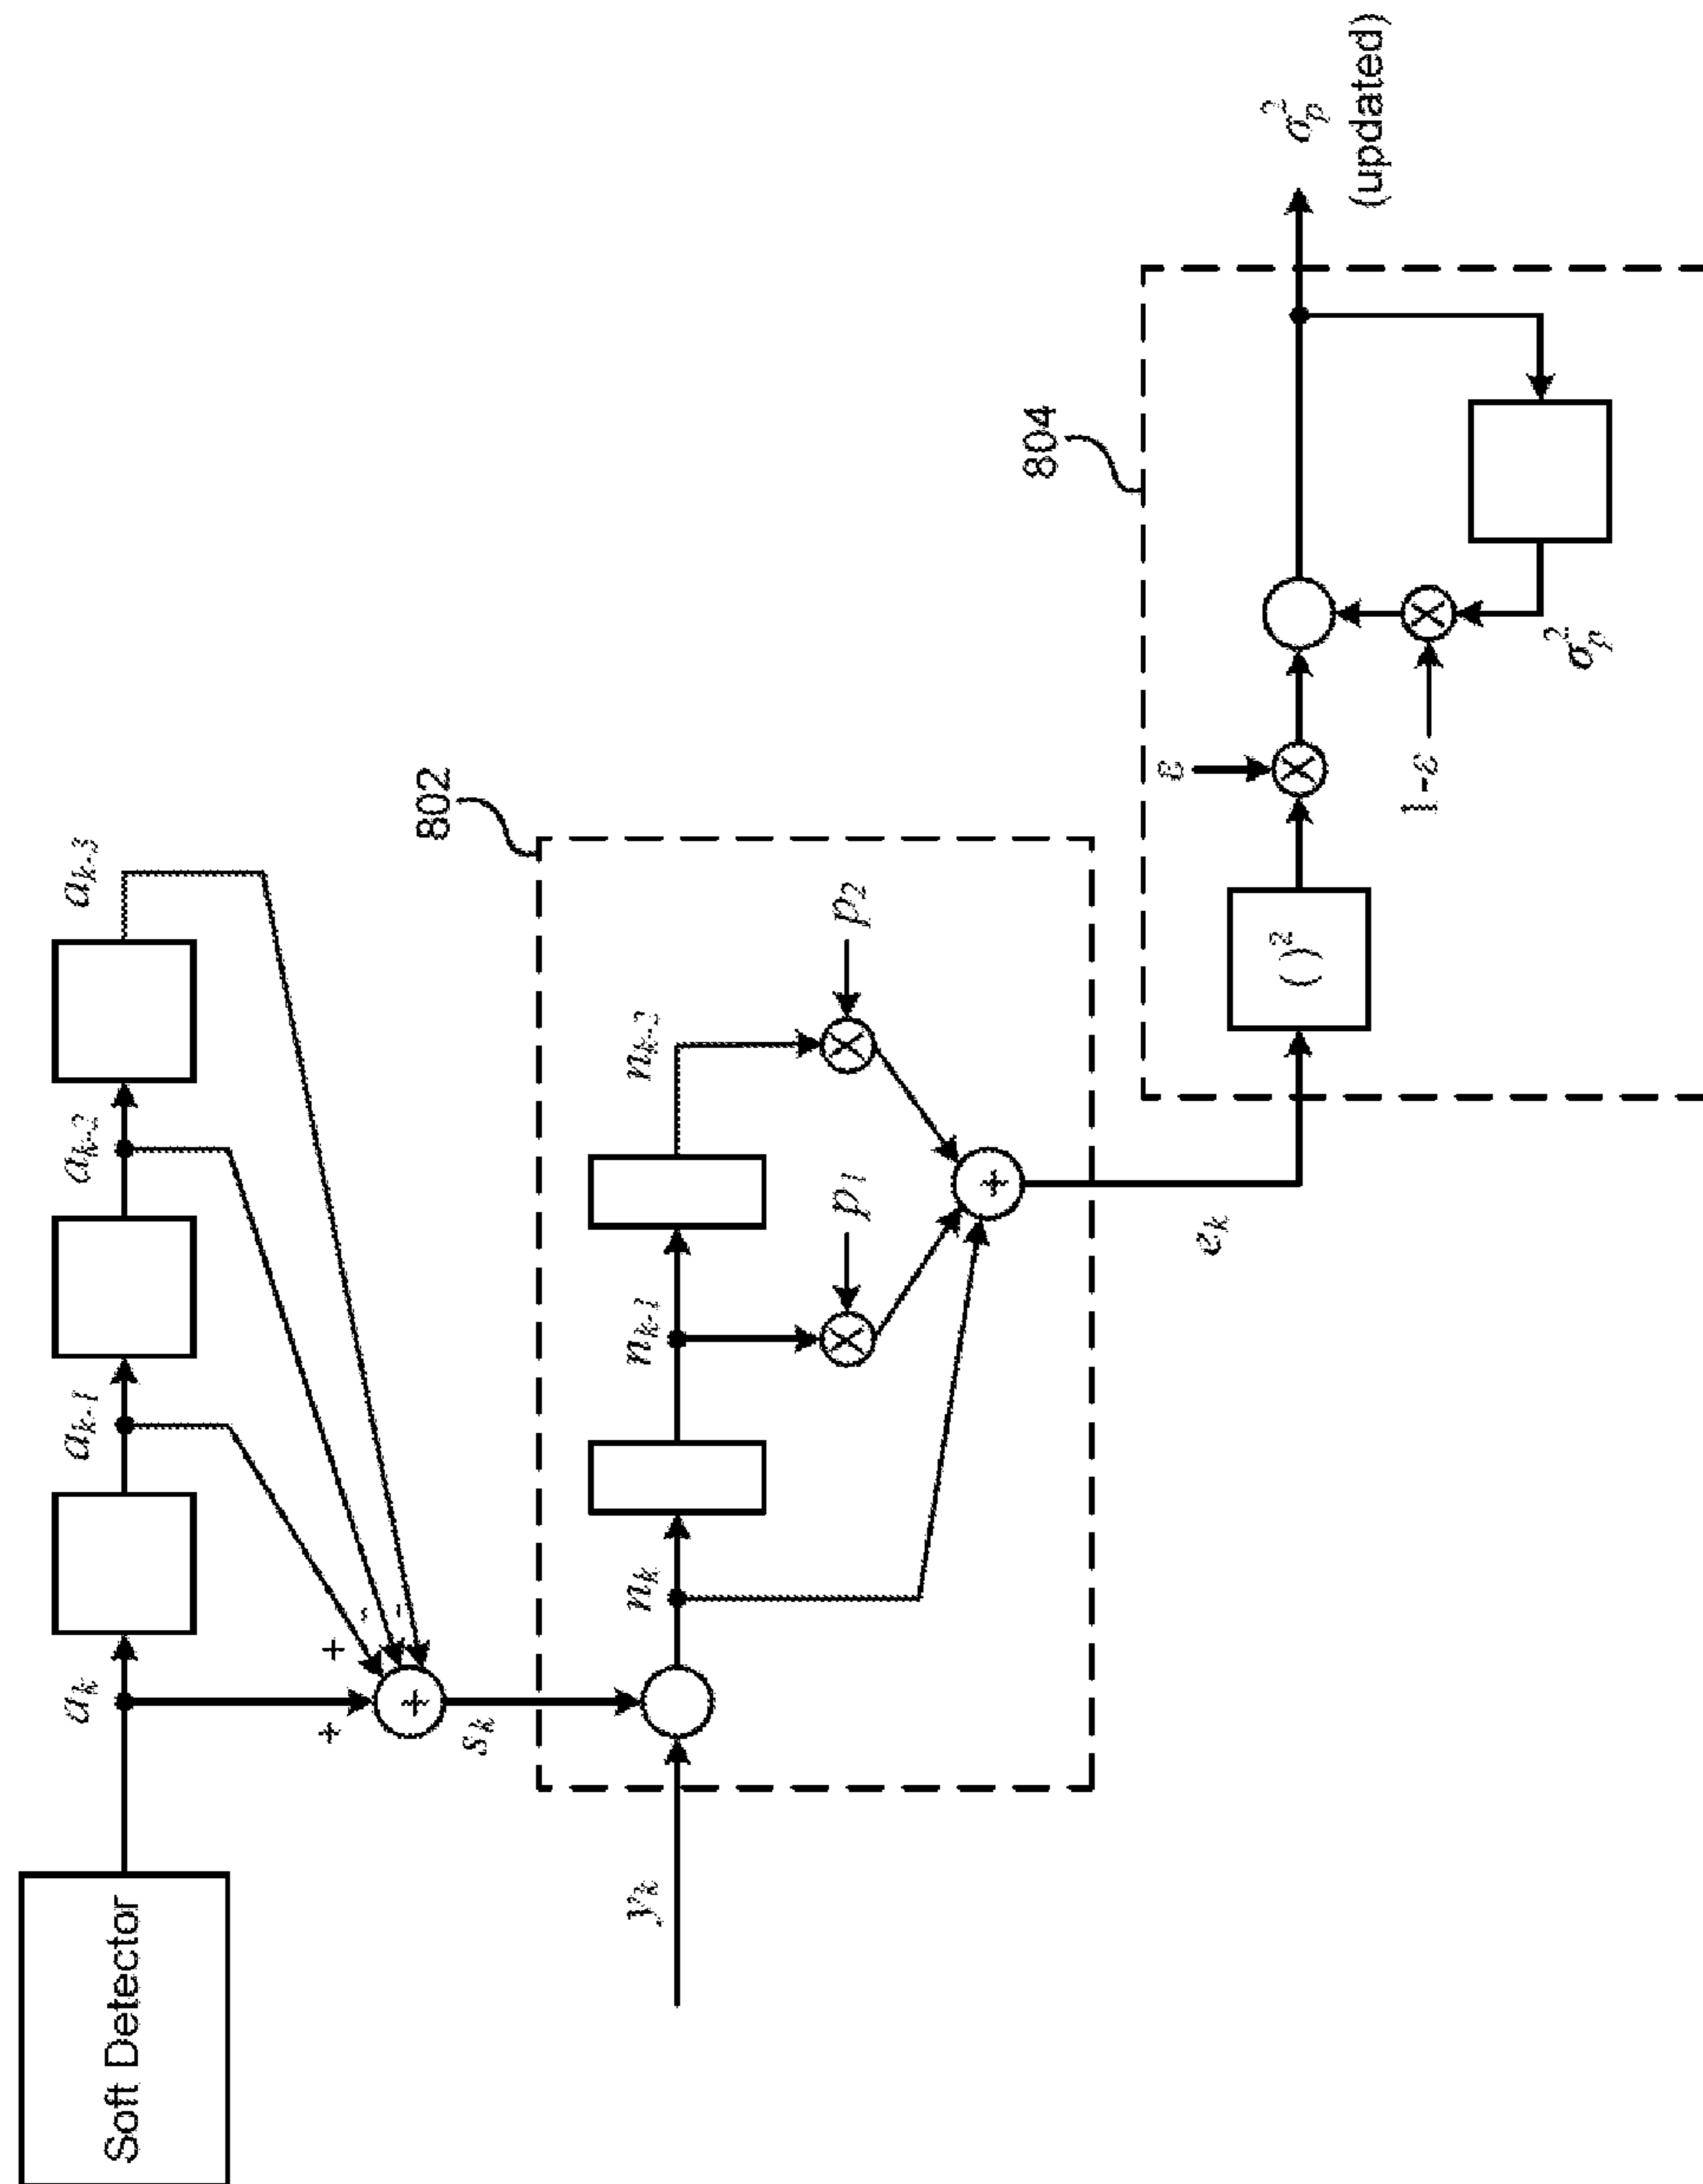 Soft Detector
a_k
a_{k-1}
a_{k-2}
a_{k-3}
+
+
-
-
+
s_k
802
y_k
n_k
n_{k-1}
n_{k-2}
p_1
p_2
+
e_k
804
( )^2
ε
1-ε
σ_p^2
σ_p^2
(updated)